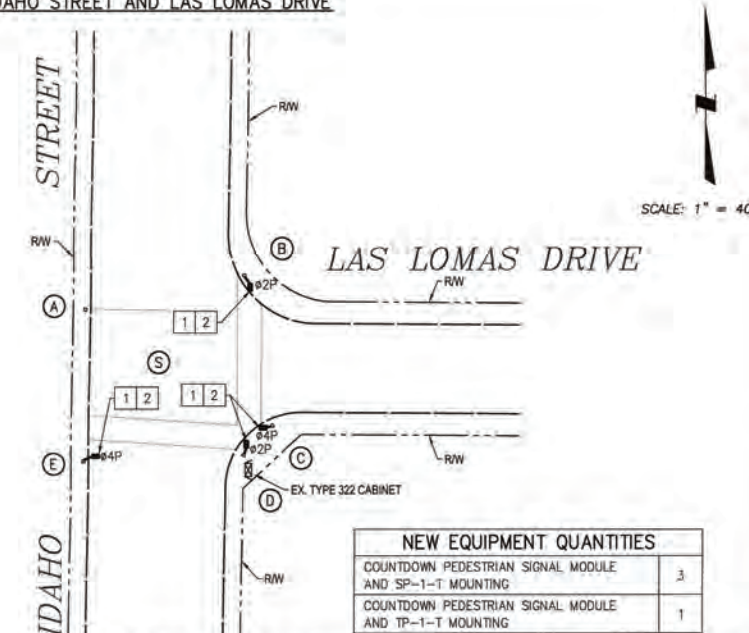 DAHO STREET AND LAS LOMAS DRIVE
STREET
R/W
R/W
B
LAS LOMAS DRIVE
R/W
SCALE: 1" = 40
A
ø2P
1 2
S
1 2
1 2
ø4P
ø2P
ø4P
E
C
R/W
EX. TYPE 322 CABINET
D
R/W
IDAHO
NEW EQUIPMENT QUANTITIES
COUNTDOWN PEDESTRIAN SIGNAL MODULE
AND SP-1-T MOUNTING
3
COUNTDOWN PEDESTRIAN SIGNAL MODULE
AND TP-1-T MOUNTING
1